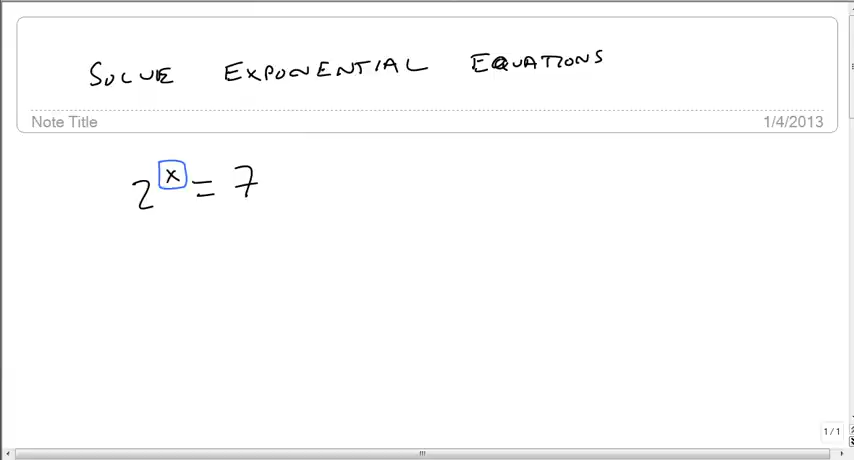 SOLVE EXPONENTIAL EQUATIONS
Note Title 1/4/2013
2^x = 7
1 / 1